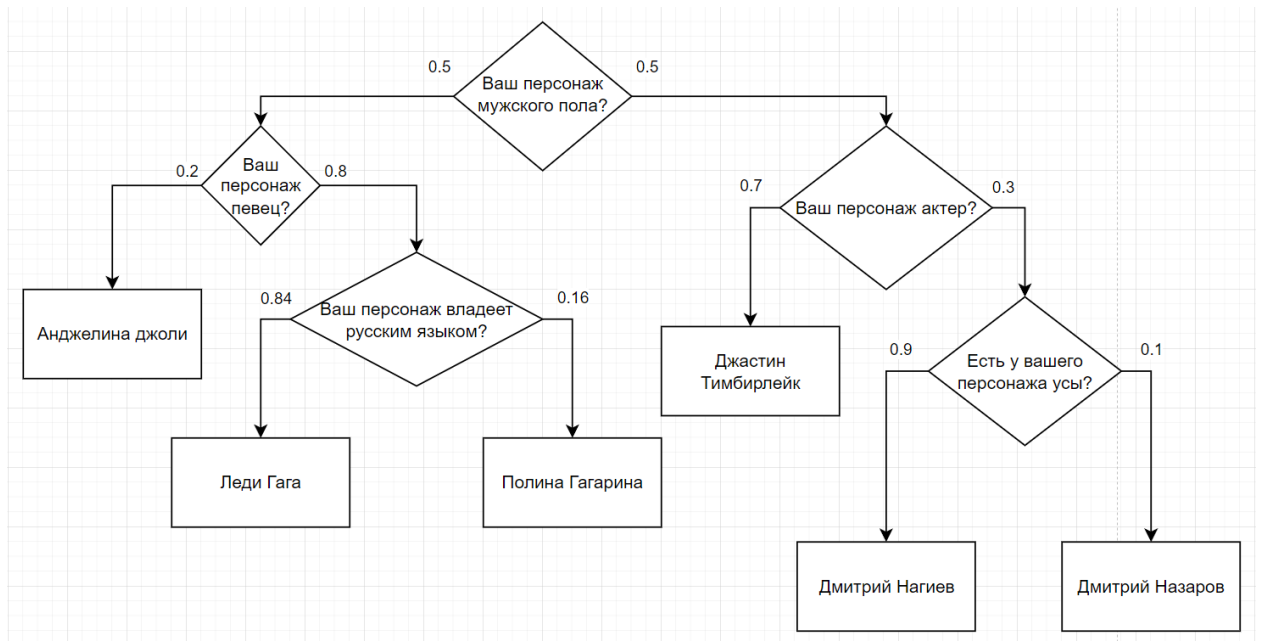 0.5
Ваш персонаж
мужского пола?
0.5
0.2
Ваш
персонаж
певец?
0.8
0.7
Ваш персонаж актер?
0.3
Анджелина джоли
0.84
Ваш персонаж владеет
русским языком?
0.16
Джастин
Тимбирлейк
0.9
Есть у вашего
персонажа усы?
0.1
Леди Гага
Полина Гагарина
Дмитрий Нагиев
Дмитрий Назаров